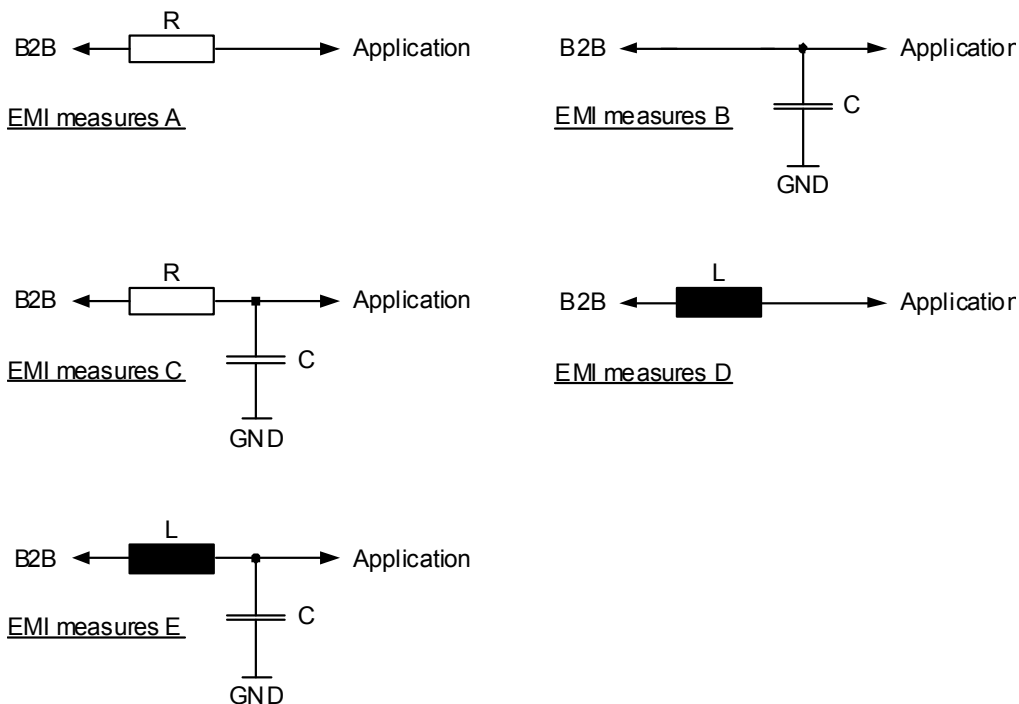 R
B2B Application
EMI measures A
B2B Application
C
EMI measures B
GND
R
B2B Application
C
EMI measures C
GND
L
B2B Application
EMI measures D
L
B2B Application
C
EMI measures E
GND